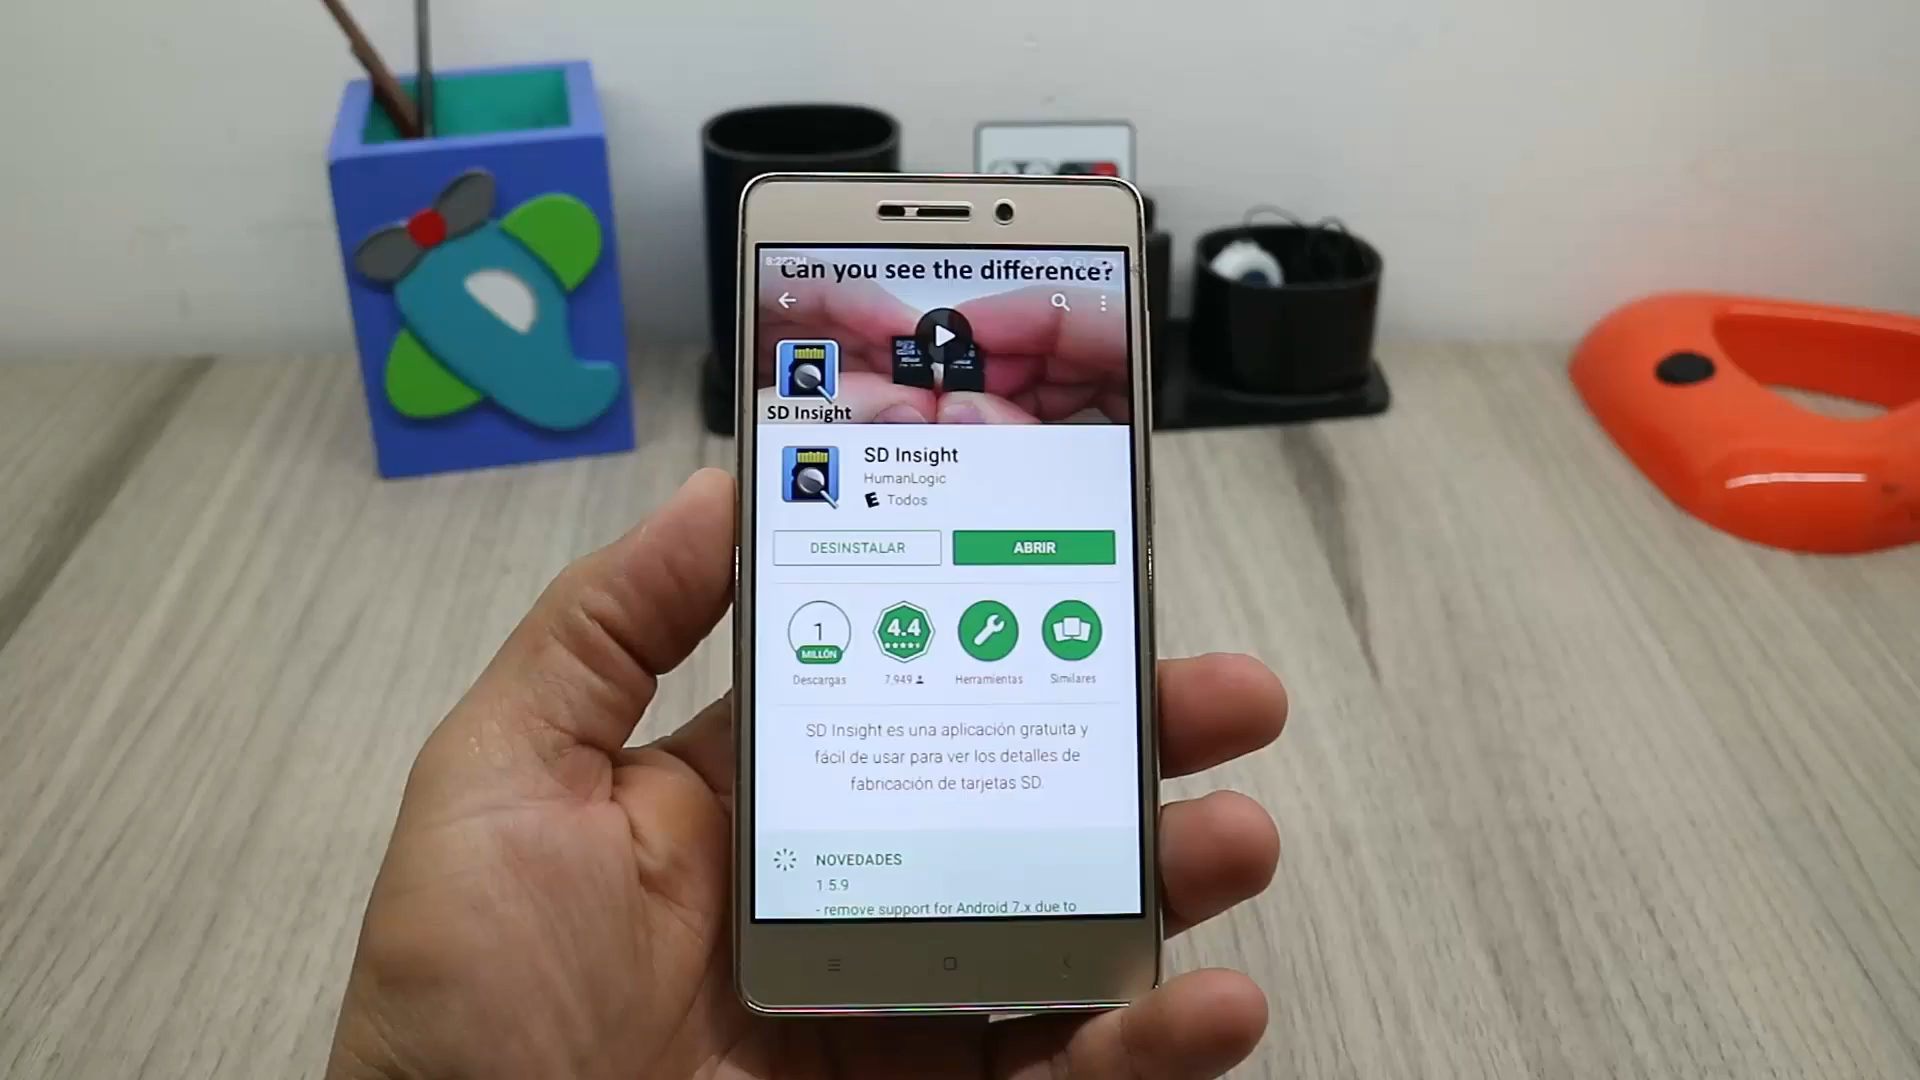 Can you see the difference?
SD Insight
SD Insight
HumanLogic
E Todos
DESINSTALAR
ABRIR
1
MILLÓN
4.4
Descargas
7,949
Herramientas
Similares
SD Insight es una aplicación gratuita y
fácil de usar para ver los detalles de
fabricación de tarjetas SD.
NOVEDADES
1.5.9
- remove support for Android 7.x due to